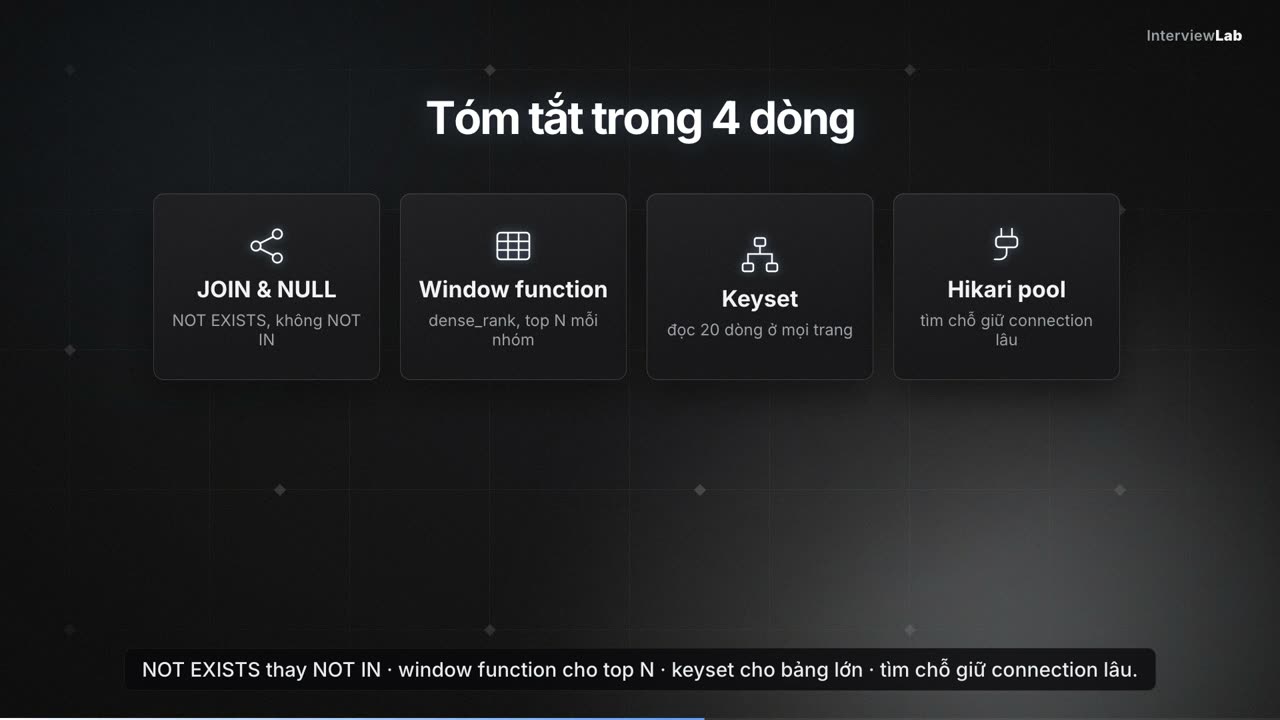 InterviewLab
Tóm tắt trong 4 dòng
JOIN & NULL
NOT EXISTS, không NOT
IN
Window function
dense_rank, top N mỗi
nhóm
Keyset
đọc 20 dòng ở mọi trang
Hikari pool
tìm chỗ giữ connection
lâu
NOT EXISTS thay NOT IN · window function cho top N · keyset cho bảng lớn · tìm chỗ giữ connection lâu.